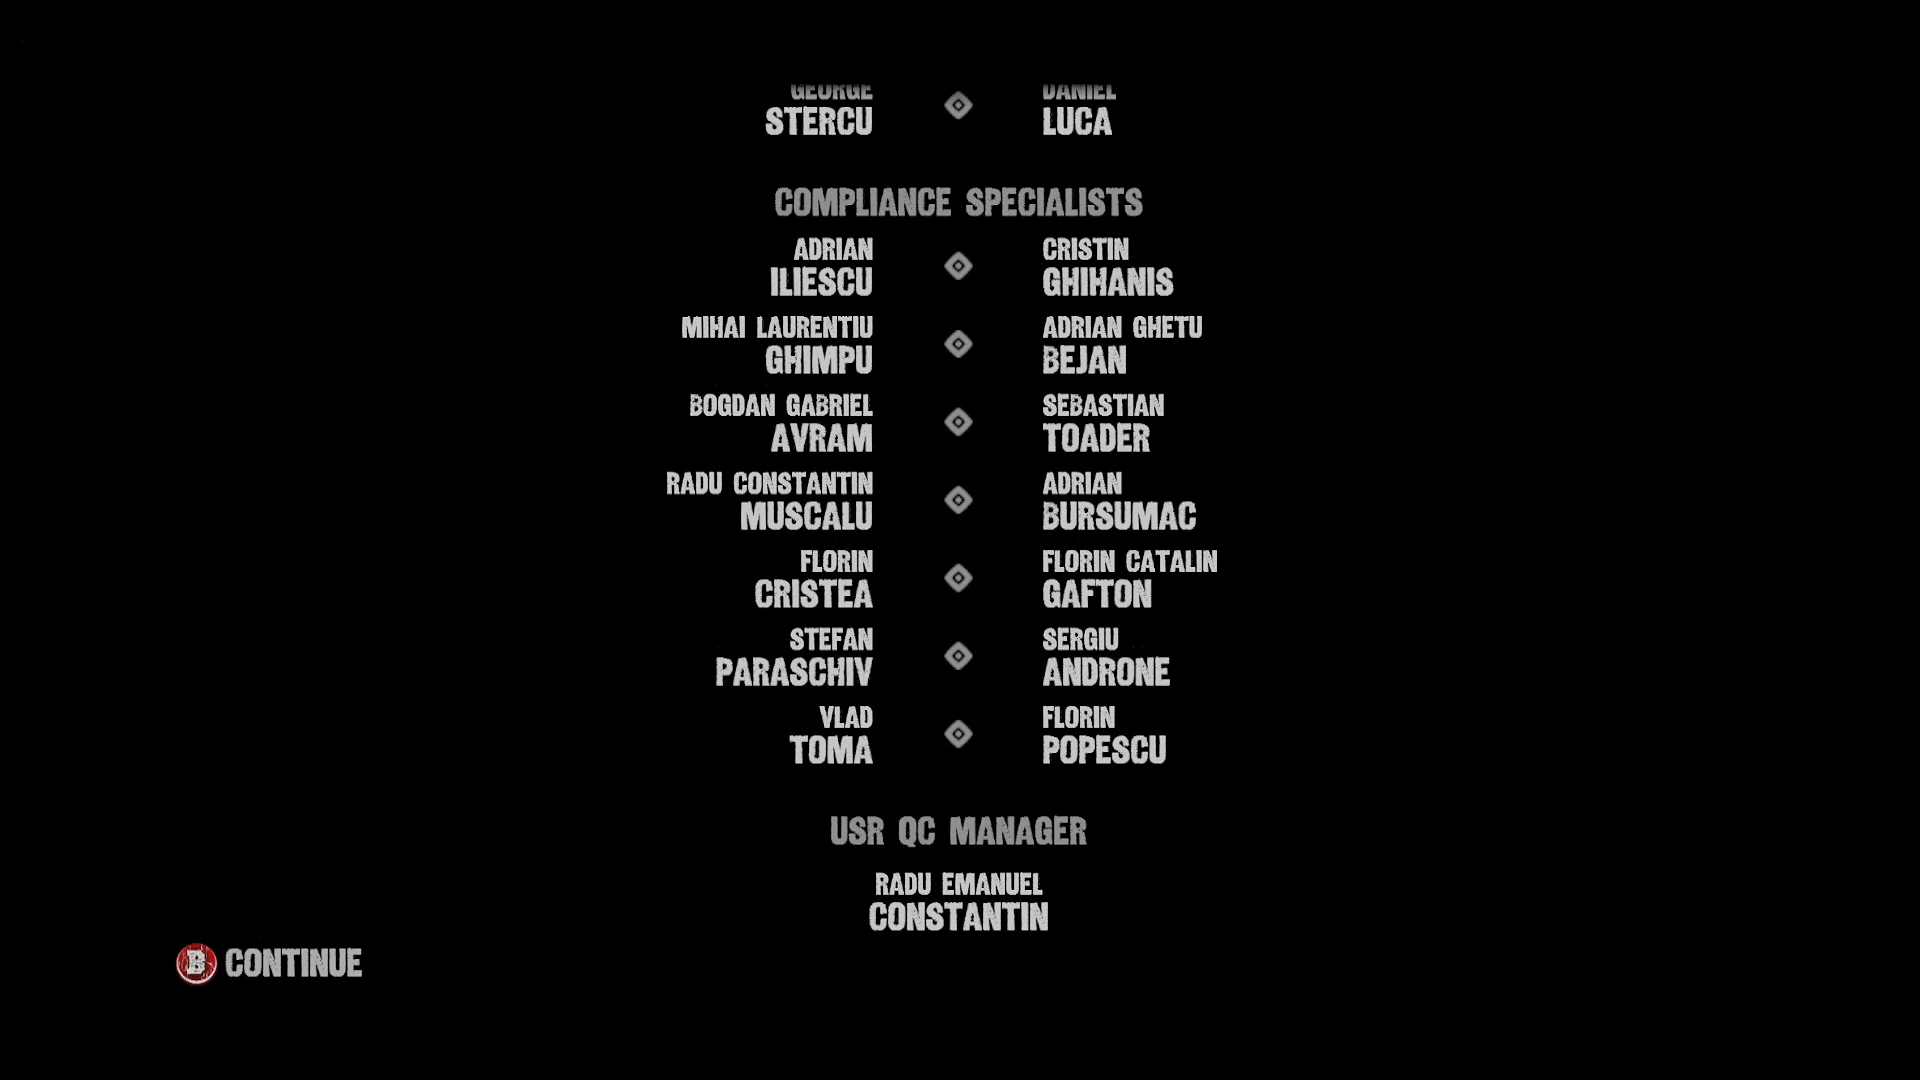 GEORGE DANIEL
STERCU LUCA
COMPLIANCE SPECIALISTS
ADRIAN CRISTIN
ILIESCU GHIHANIS
MIHAI LAURENTIU ADRIAN GHETU
GHIMPU BEJAN
BOGDAN GABRIEL SEBASTIAN
AVRAM TOADER
RADU CONSTANTIN ADRIAN
MUSCALU BURSUMAC
FLORIN FLORIN CATALIN
CRISTEA GAFTON
STEFAN SERGIU
PARASCHIV ANDRONE
VLAD FLORIN
TOMA POPESCU
USR QC MANAGER
RADU EMANUEL
CONSTANTIN
B CONTINUE